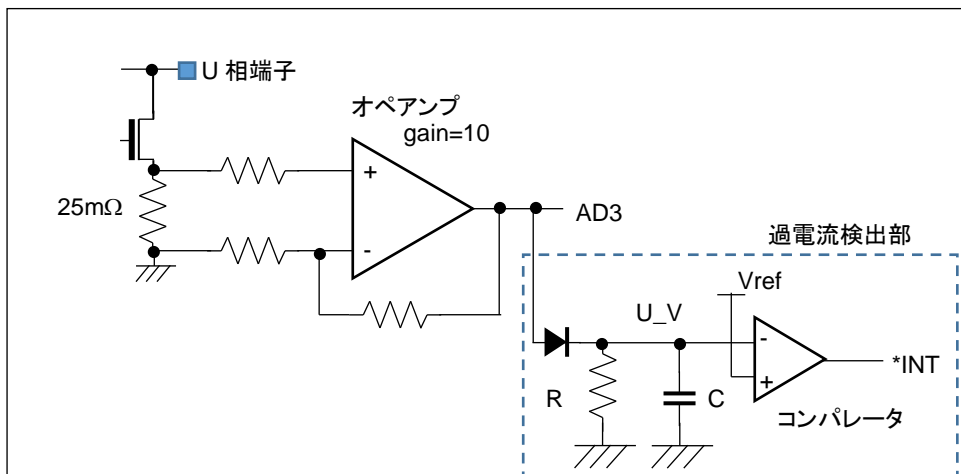 U 相端子
オペアンプ
gain=10
+
-
25mΩ
AD3
過電流検出部
Vref
U_V
-
+
*INT
R
C
コンパレータ